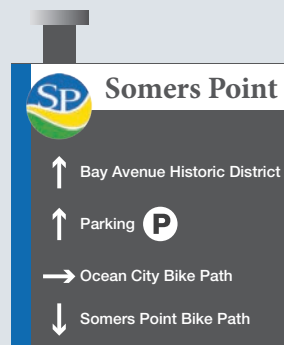 SP
Somers Point
Bay Avenue Historic District
Parking P
Ocean City Bike Path
Somers Point Bike Path